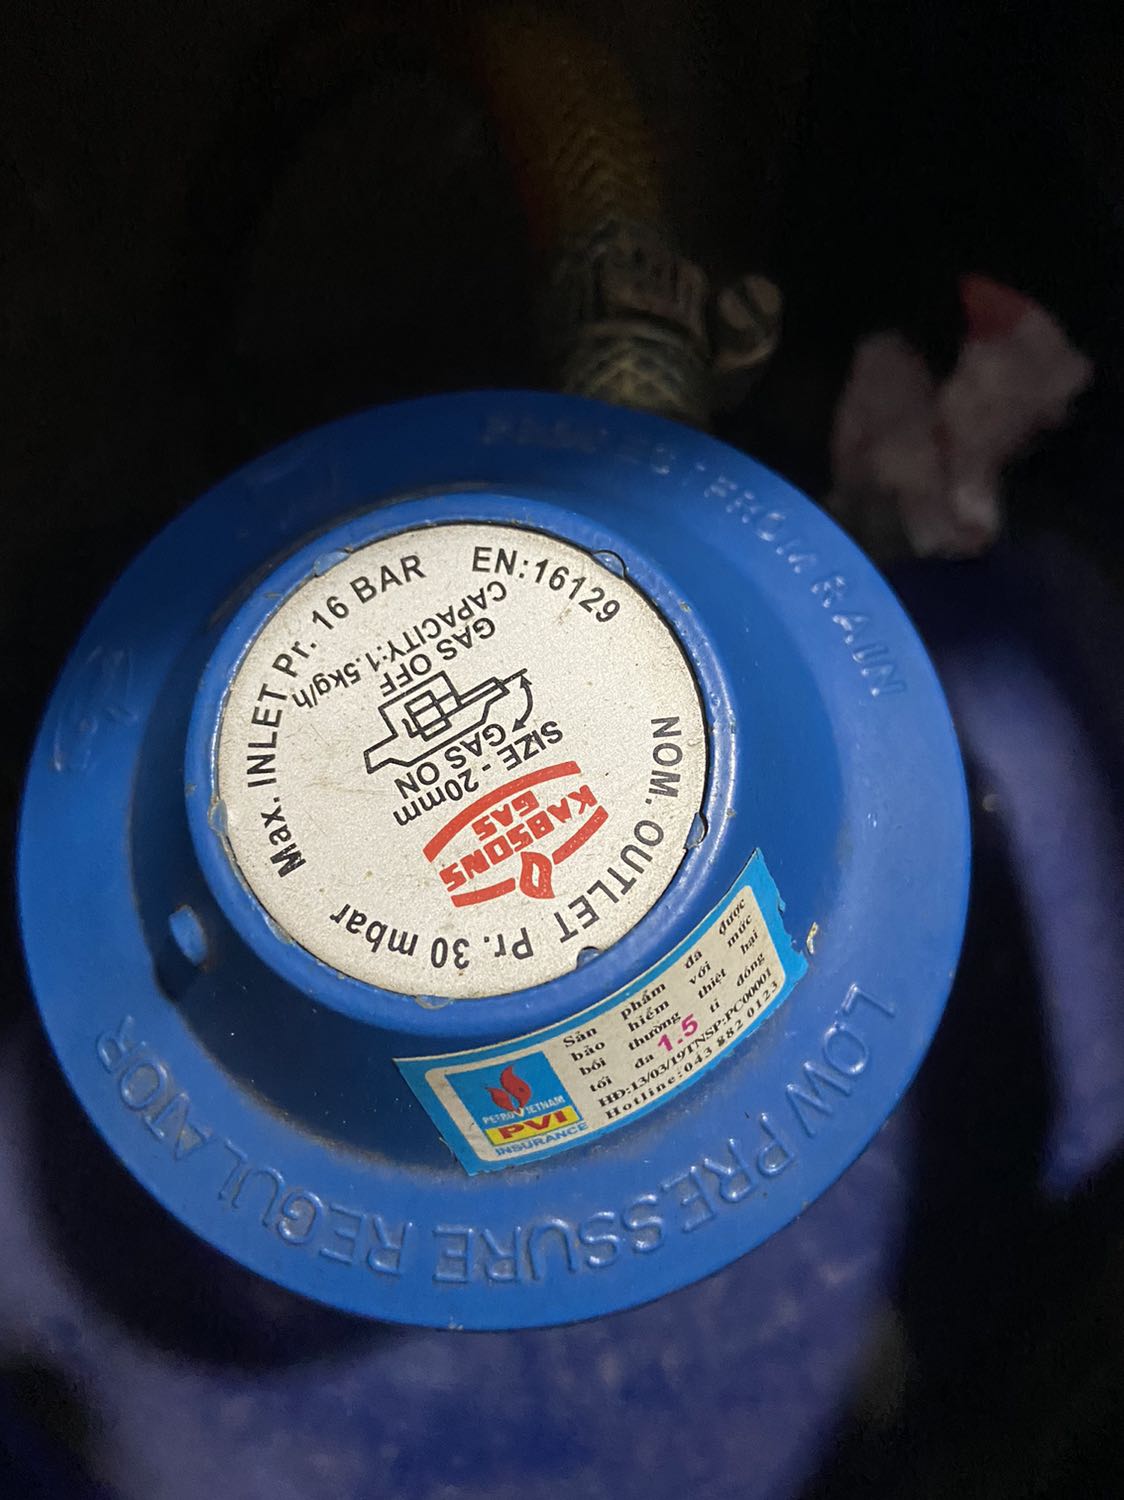 Max. INLET Pr. 16 BAR
EN:16129
NOM. OUTLET Pr. 30 mbar
KABSONS
GAS
SIZE - 20mm
GAS ON
GAS OFF
CAPACITY:1.5kg/h
LOW PRESSURE REGULATOR
FROM RAIN
PETROVIETNAM
PVI
INSURANCE
Sản phẩm đã được
bảo hiểm với mức
bồi thường thiệt hại
tối đa 1.5 tỉ đồng
HĐ:13/03/19TNSP-PC00001
Hotline:043 882 0123